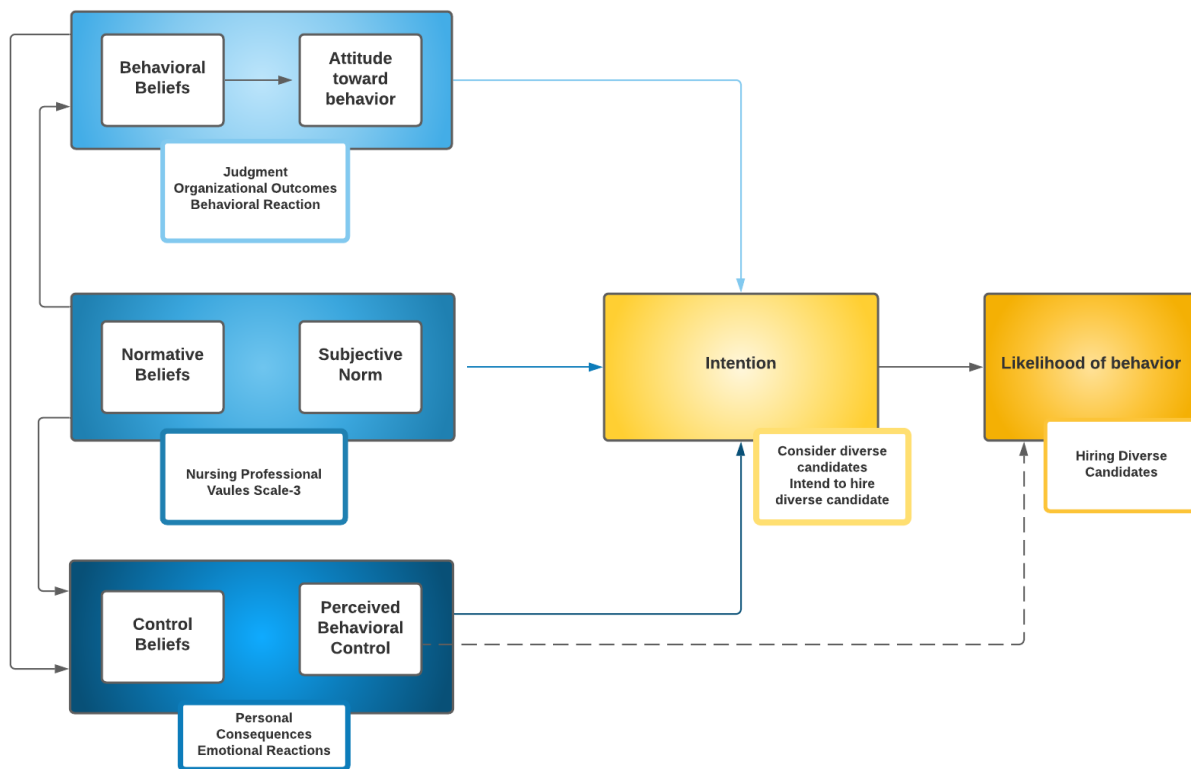 Behavioral
Beliefs
Attitude
toward
behavior
Judgment
Organizational Outcomes
Behavioral Reaction
Normative
Beliefs
Subjective
Norm
Nursing Professional
Vaules Scale-3
Intention
Consider diverse
candidates
Intend to hire
diverse candidate
Likelihood of behavior
Hiring Diverse
Candidates
Control
Beliefs
Perceived
Behavioral
Control
Personal
Consequences
Emotional Reactions